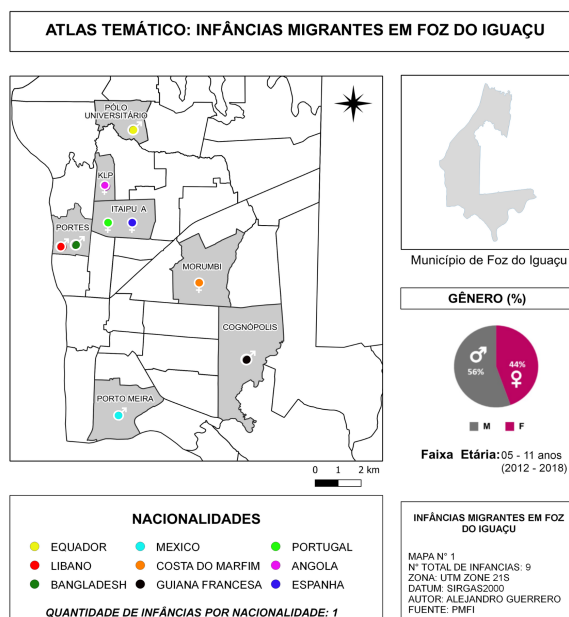 ATLAS TEMÁTICO: INFÂNCIAS MIGRANTES EM FOZ DO IGUAÇU
PÓLO
UNIVERSITÁRIO
KLP
ITAIPU A
PORTES
MORUMBI
COGNÓPOLIS
PORTO MEIRA
0 1 2 km
Município de Foz do Iguaçu
GÊNERO (%)
56%
44%
M F
Faixa Etária: 05 - 11 anos
(2012 - 2018)
NACIONALIDADES
EQUADOR MEXICO PORTUGAL
LIBANO COSTA DO MARFIM ANGOLA
BANGLADESH GUIANA FRANCESA ESPANHA
QUANTIDADE DE INFÂNCIAS POR NACIONALIDADE: 1
INFÂNCIAS MIGRANTES EM FOZ
DO IGUAÇU
MAPA N° 1
N° TOTAL DE INFANCIAS: 9
ZONA: UTM ZONE 21S
DATUM: SIRGAS2000
AUTOR: ALEJANDRO GUERRERO
FUENTE: PMFI